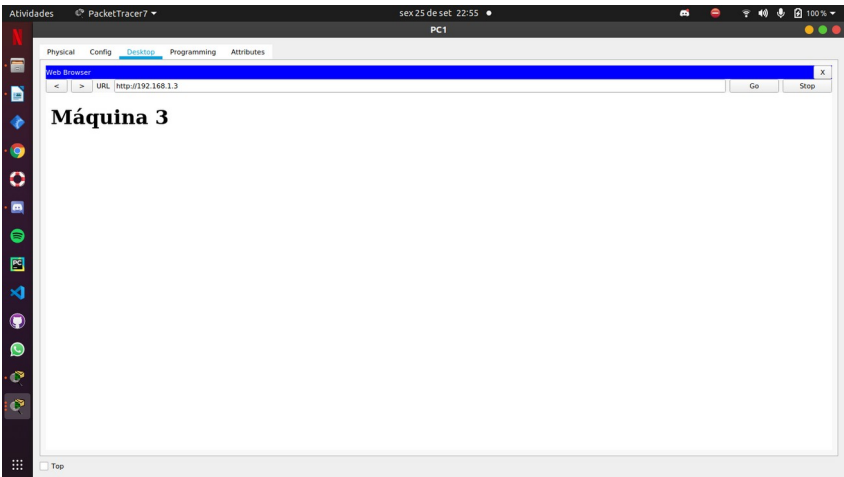 Atividades PacketTracer7 sex 25 de set 22:55 100 %
PC1
Physical Config Desktop Programming Attributes
Web Browser X
< > URL http://192.168.1.3 Go Stop
Máquina 3
Top